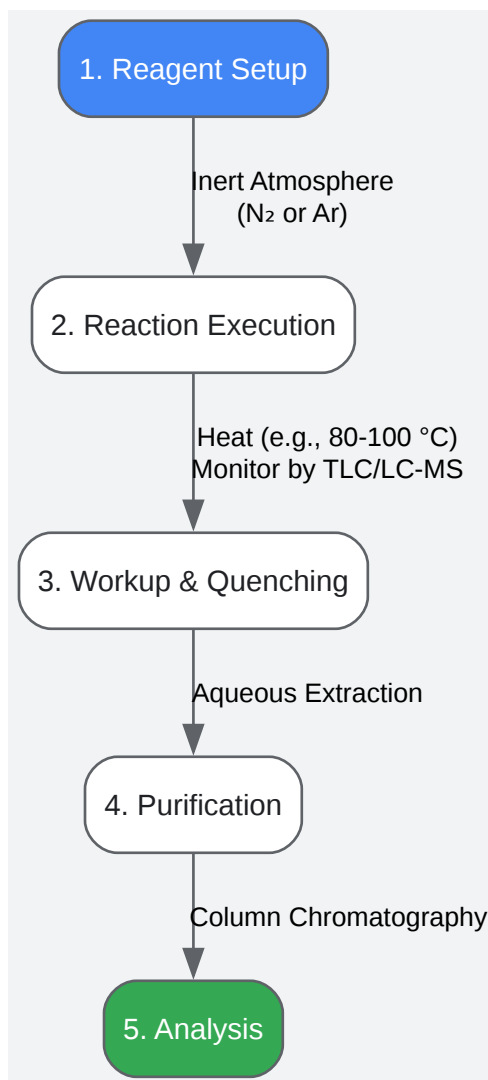 1. Reagent Setup
Inert Atmosphere
(N₂ or Ar)
2. Reaction Execution
Heat (e.g., 80-100 °C)
Monitor by TLC/LC-MS
3. Workup & Quenching
Aqueous Extraction
4. Purification
Column Chromatography
5. Analysis